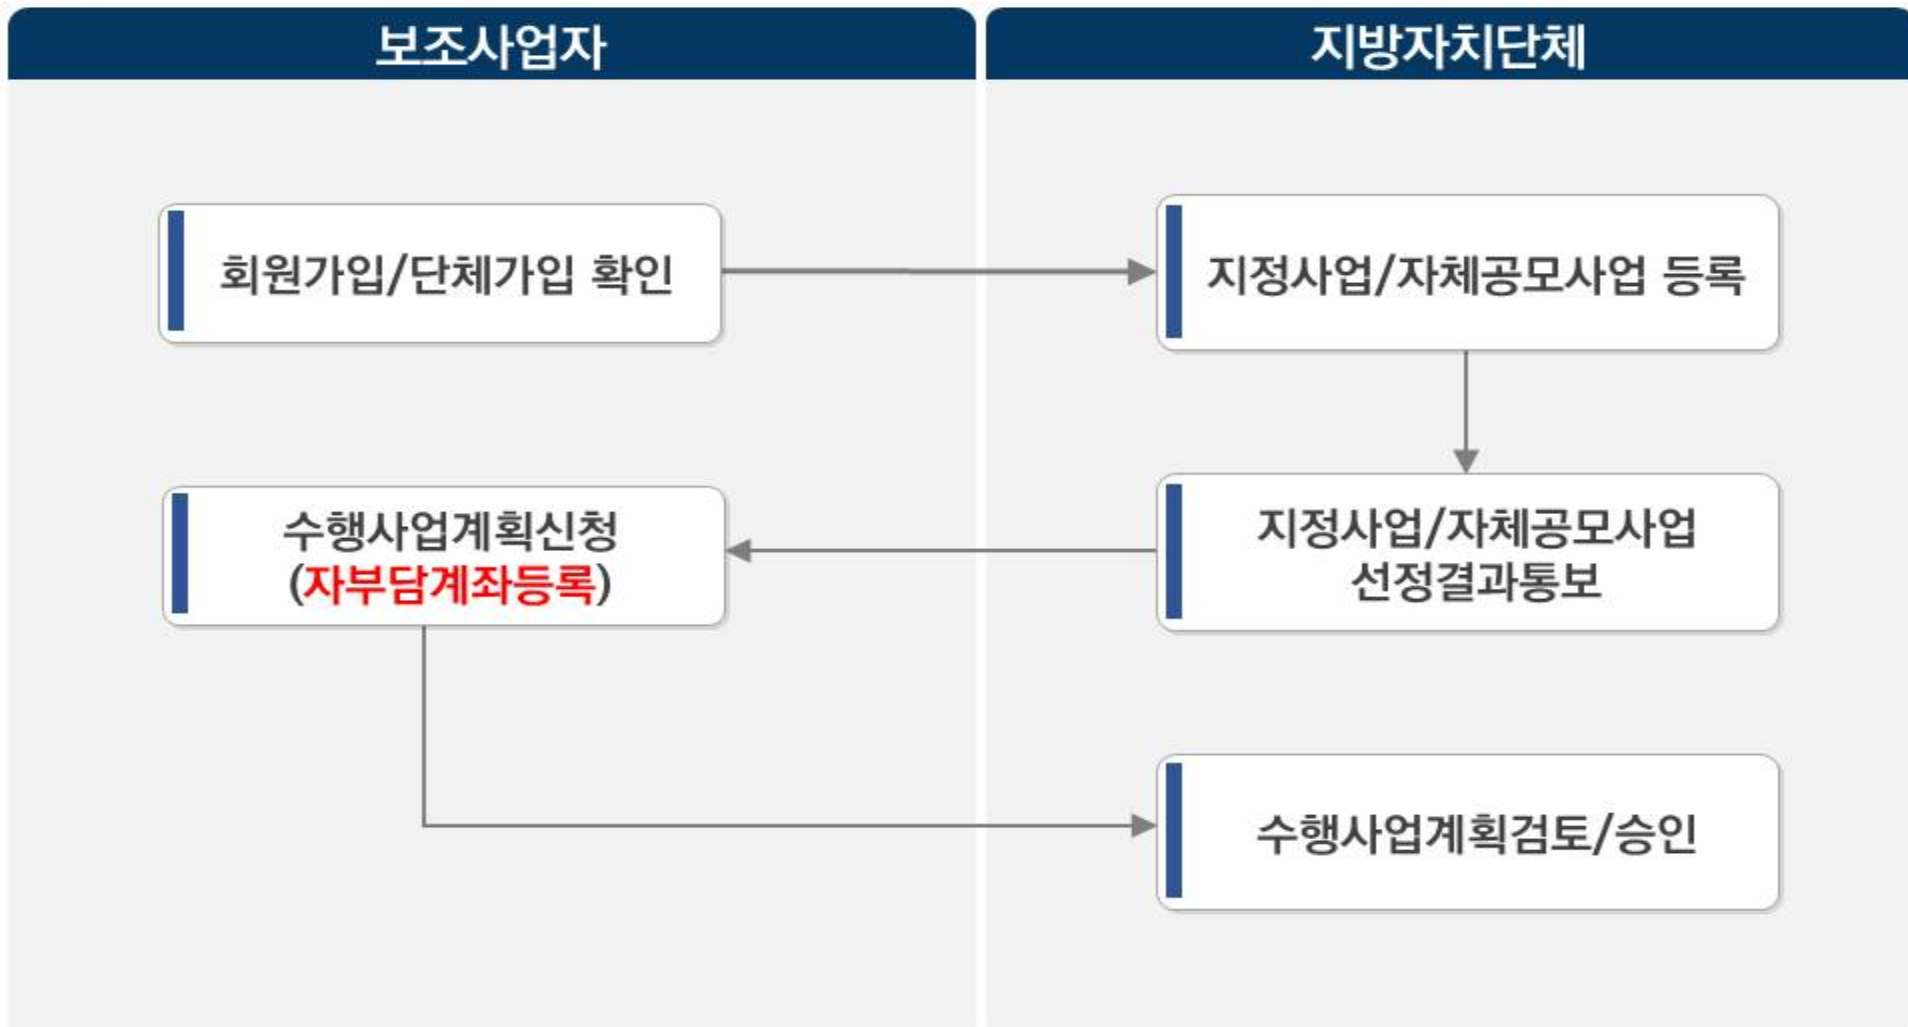 보조사업자
지방자치단체
회원가입/단체가입 확인
지정사업/자체공모사업 등록
수행사업계획신청
(자부담계좌등록)
지정사업/자체공모사업
선정결과통보
수행사업계획검토/승인